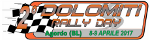 DOLOMITI
RALLY DAY
Agordo (BL) 8-9 APRILE 2017